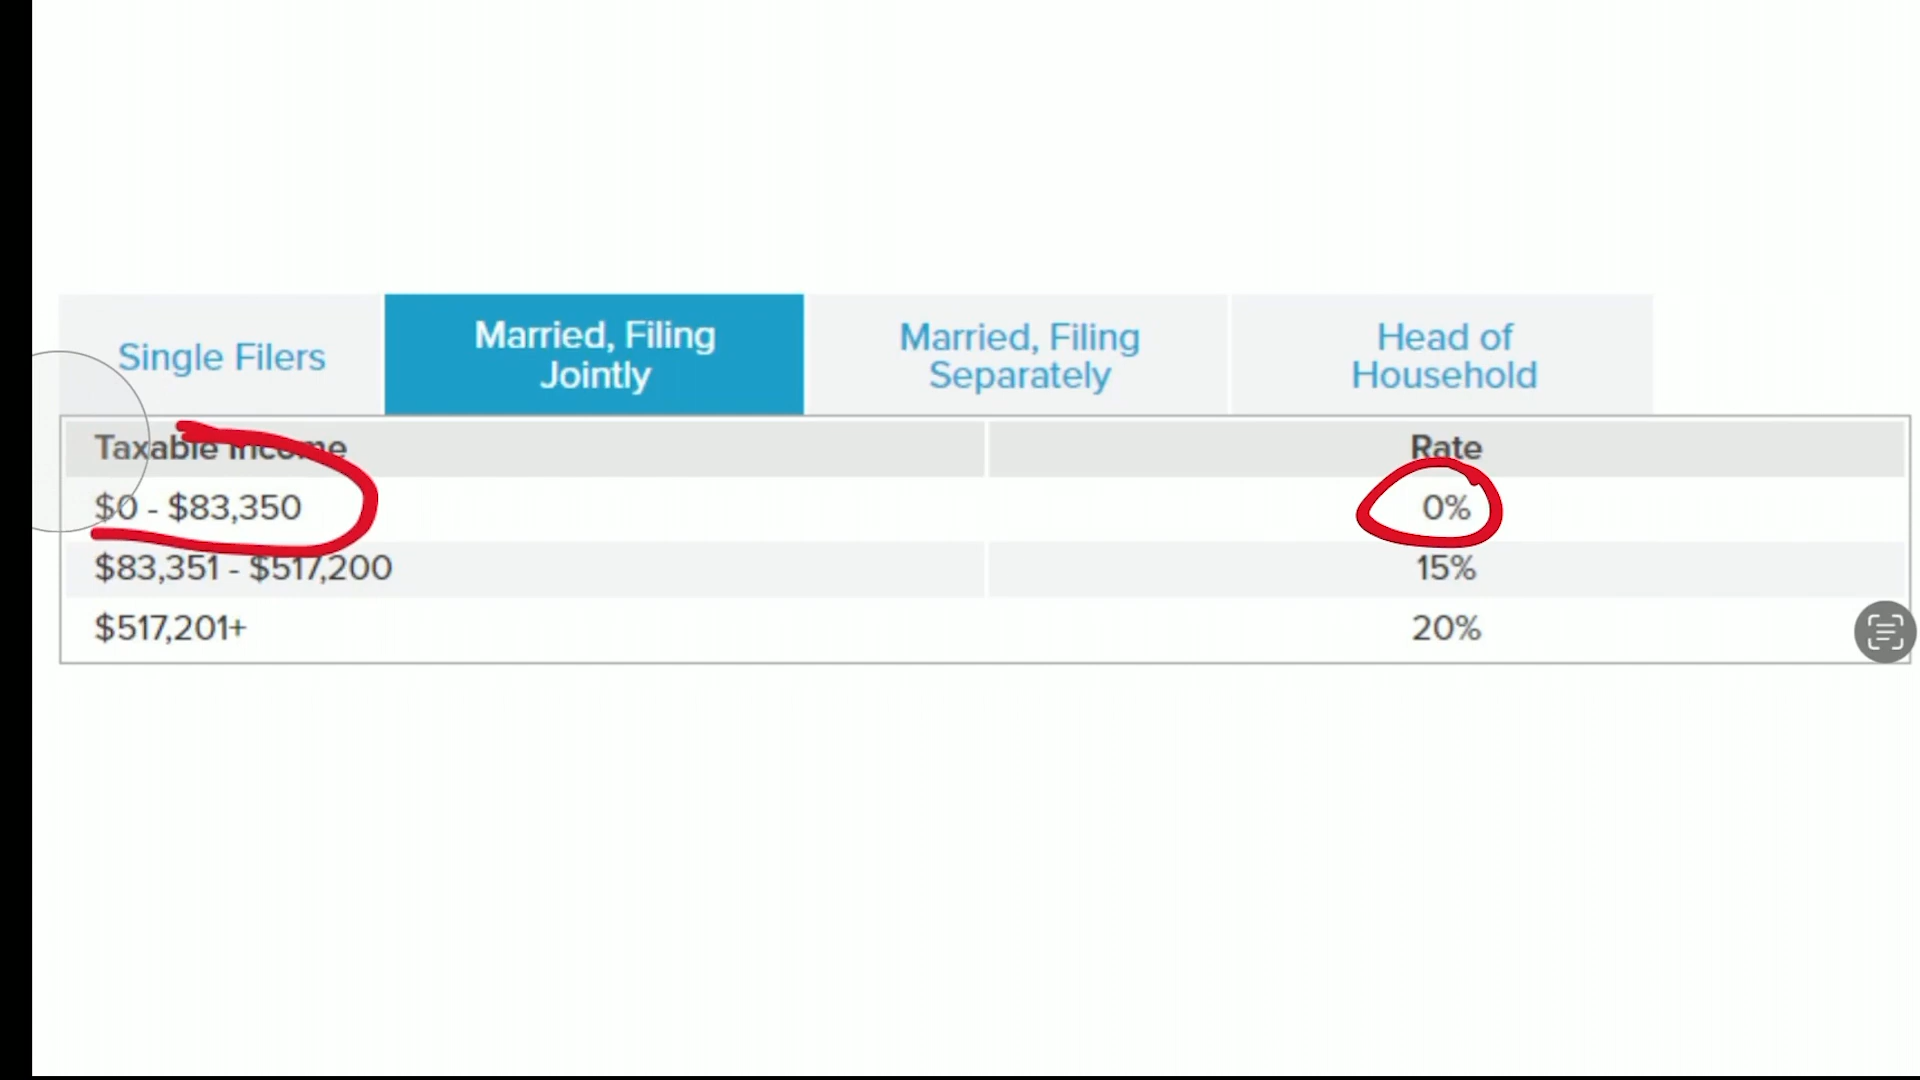 Single Filers
Married, Filing
Jointly
Married, Filing
Separately
Head of
Household
Taxable Income
Rate
$0 - $83,350
0%
$83,351 - $517,200
15%
$517,201+
20%